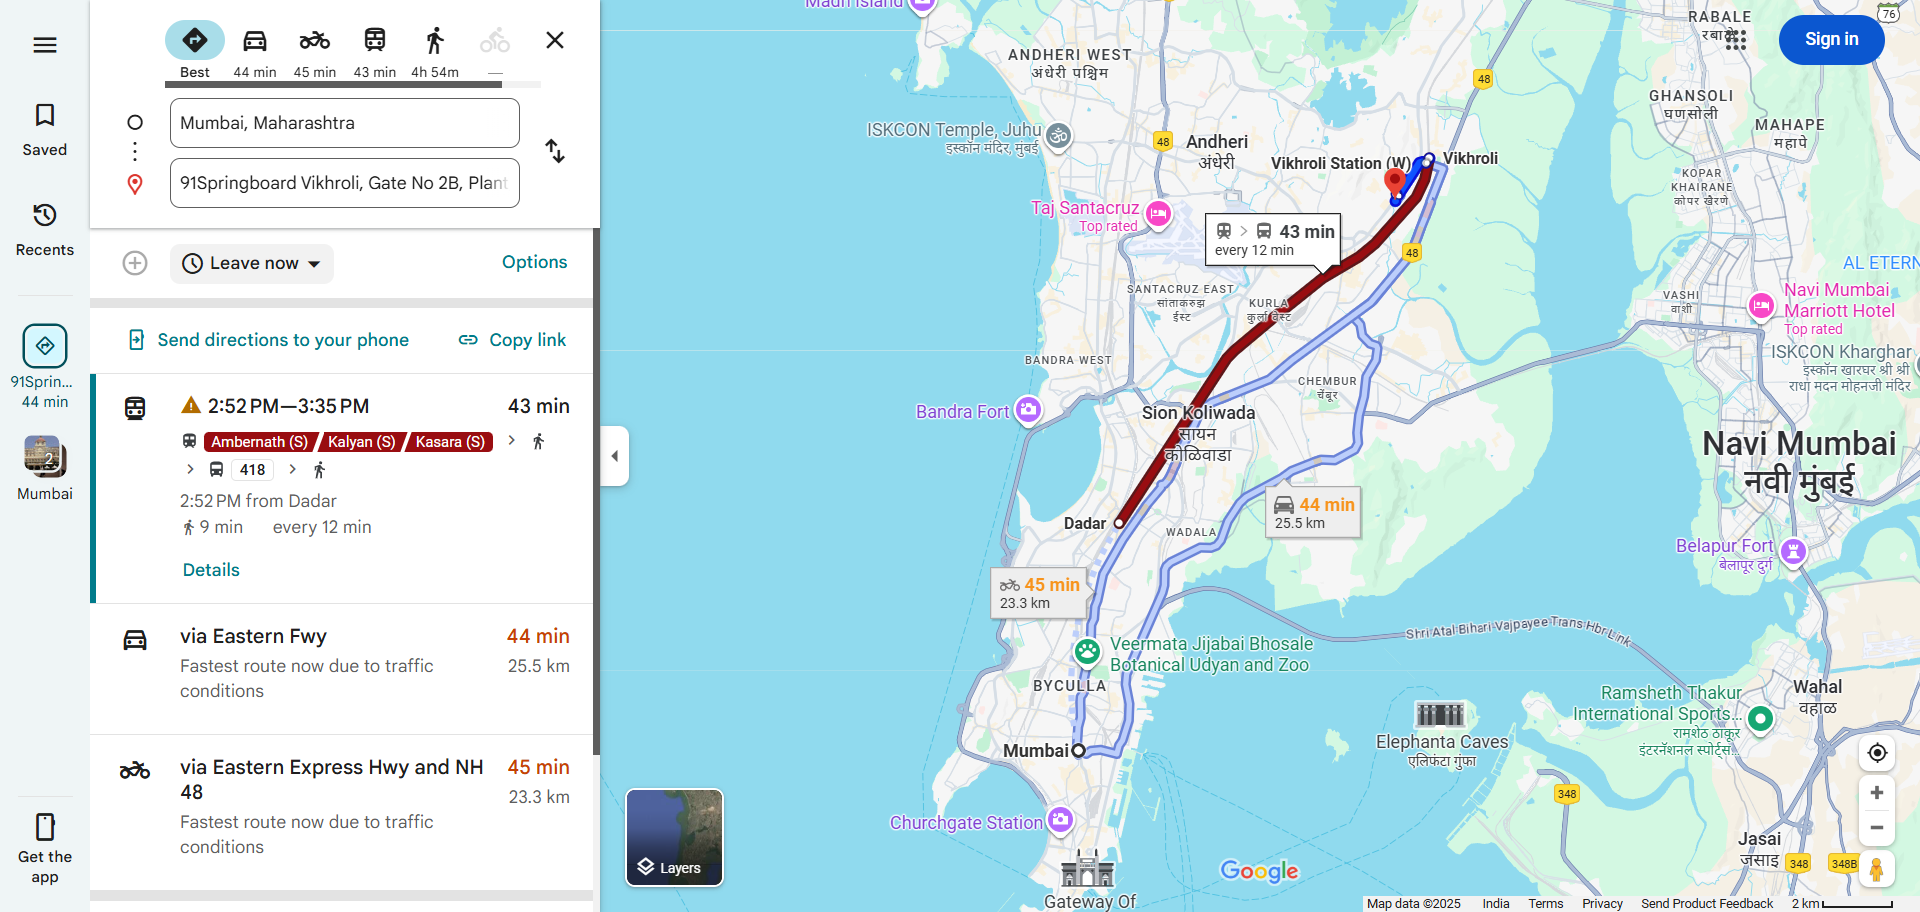 Best
44 min
45 min
43 min
4h 54m
—
Mumbai, Maharashtra
91Springboard Vikhroli, Gate No 2B, Plant
Saved
Recents
91Sprin...
44 min
2
Mumbai
Get the
app
Leave now
Options
Send directions to your phone
Copy link
2:52 PM—3:35 PM
43 min
Ambernath (S) / Kalyan (S) / Kasara (S)
418
2:52 PM from Dadar
9 min every 12 min
Details
via Eastern Fwy
44 min
Fastest route now due to traffic
conditions
25.5 km
via Eastern Express Hwy and NH
48
45 min
23.3 km
Fastest route now due to traffic
conditions
Layers
Madh Island
ANDHERI WEST
अंधेरी पश्चिम
ISKCON Temple, Juhu
इस्कॉन मंदिर, मुंबई
48
Andheri
अंधेरी
48
Vikhroli Station (W)
Vikhroli
Taj Santacruz
Top rated
43 min
every 12 min
48
SANTACRUZ EAST
सांताक्रुझ
ईस्ट
KURLA
कुर्ला वेस्ट
BANDRA WEST
CHEMBUR
चेंबूर
Bandra Fort
Sion Koliwada
सायन
कोळिवाडा
Dadar
WADALA
44 min
25.5 km
45 min
23.3 km
Veermata Jijabai Bhosale
Botanical Udyan and Zoo
BYCULLA
Mumbai
Churchgate Station
Gateway Of
Google
RABALE
76
Sign in
GHANSOLI
घणसोली
MAHAPE
महापे
KOPAR
KHAIRANE
कोपर खैरणे
AL ETERN
VASHI
वाशी
Navi Mumbai
Marriott Hotel
Top rated
ISKCON Kharghar
इस्कॉन खारघर श्री श्री
राधा मदन मोहनजी मंदिर
Navi Mumbai
नवी मुंबई
Belapur Fort
बेलापूर दुर्ग
Shri Atal Bihari Vajpayee Trans Hbr Link
Ramsheth Thakur
International Sports...
रामशेठ ठाकूर
इंटरनॅशनल स्पोर्ट्स...
Wahal
वहाळ
Elephanta Caves
एलिफंटा गुंफा
348
Jasai
जसाइ
348
348B
Map data ©2025 India Terms Privacy Send Product Feedback 2 km